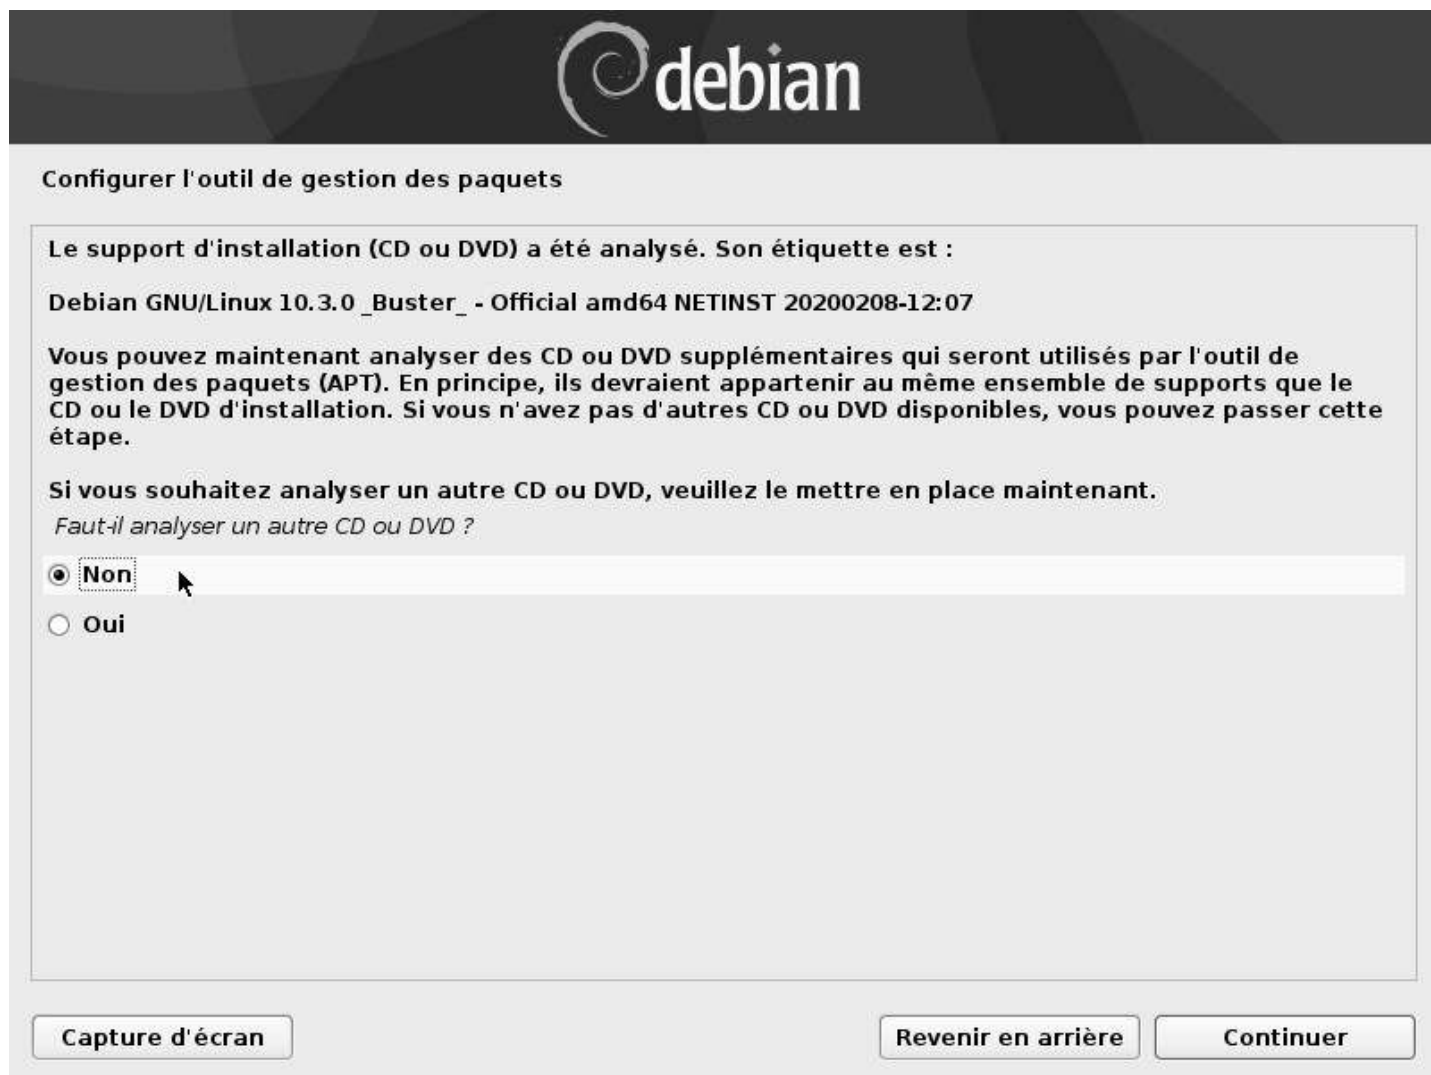 debian
Configurer l'outil de gestion des paquets
Le support d'installation (CD ou DVD) a été analysé. Son étiquette est :
Debian GNU/Linux 10.3.0 _Buster_ - Official amd64 NETINST 20200208-12:07
Vous pouvez maintenant analyser des CD ou DVD supplémentaires qui seront utilisés par l'outil de
gestion des paquets (APT). En principe, ils devraient appartenir au même ensemble de supports que le
CD ou le DVD d'installation. Si vous n'avez pas d'autres CD ou DVD disponibles, vous pouvez passer cette
étape.
Si vous souhaitez analyser un autre CD ou DVD, veuillez le mettre en place maintenant.
Faut-il analyser un autre CD ou DVD ?
Non
Oui
Capture d'écran
Revenir en arrière
Continuer